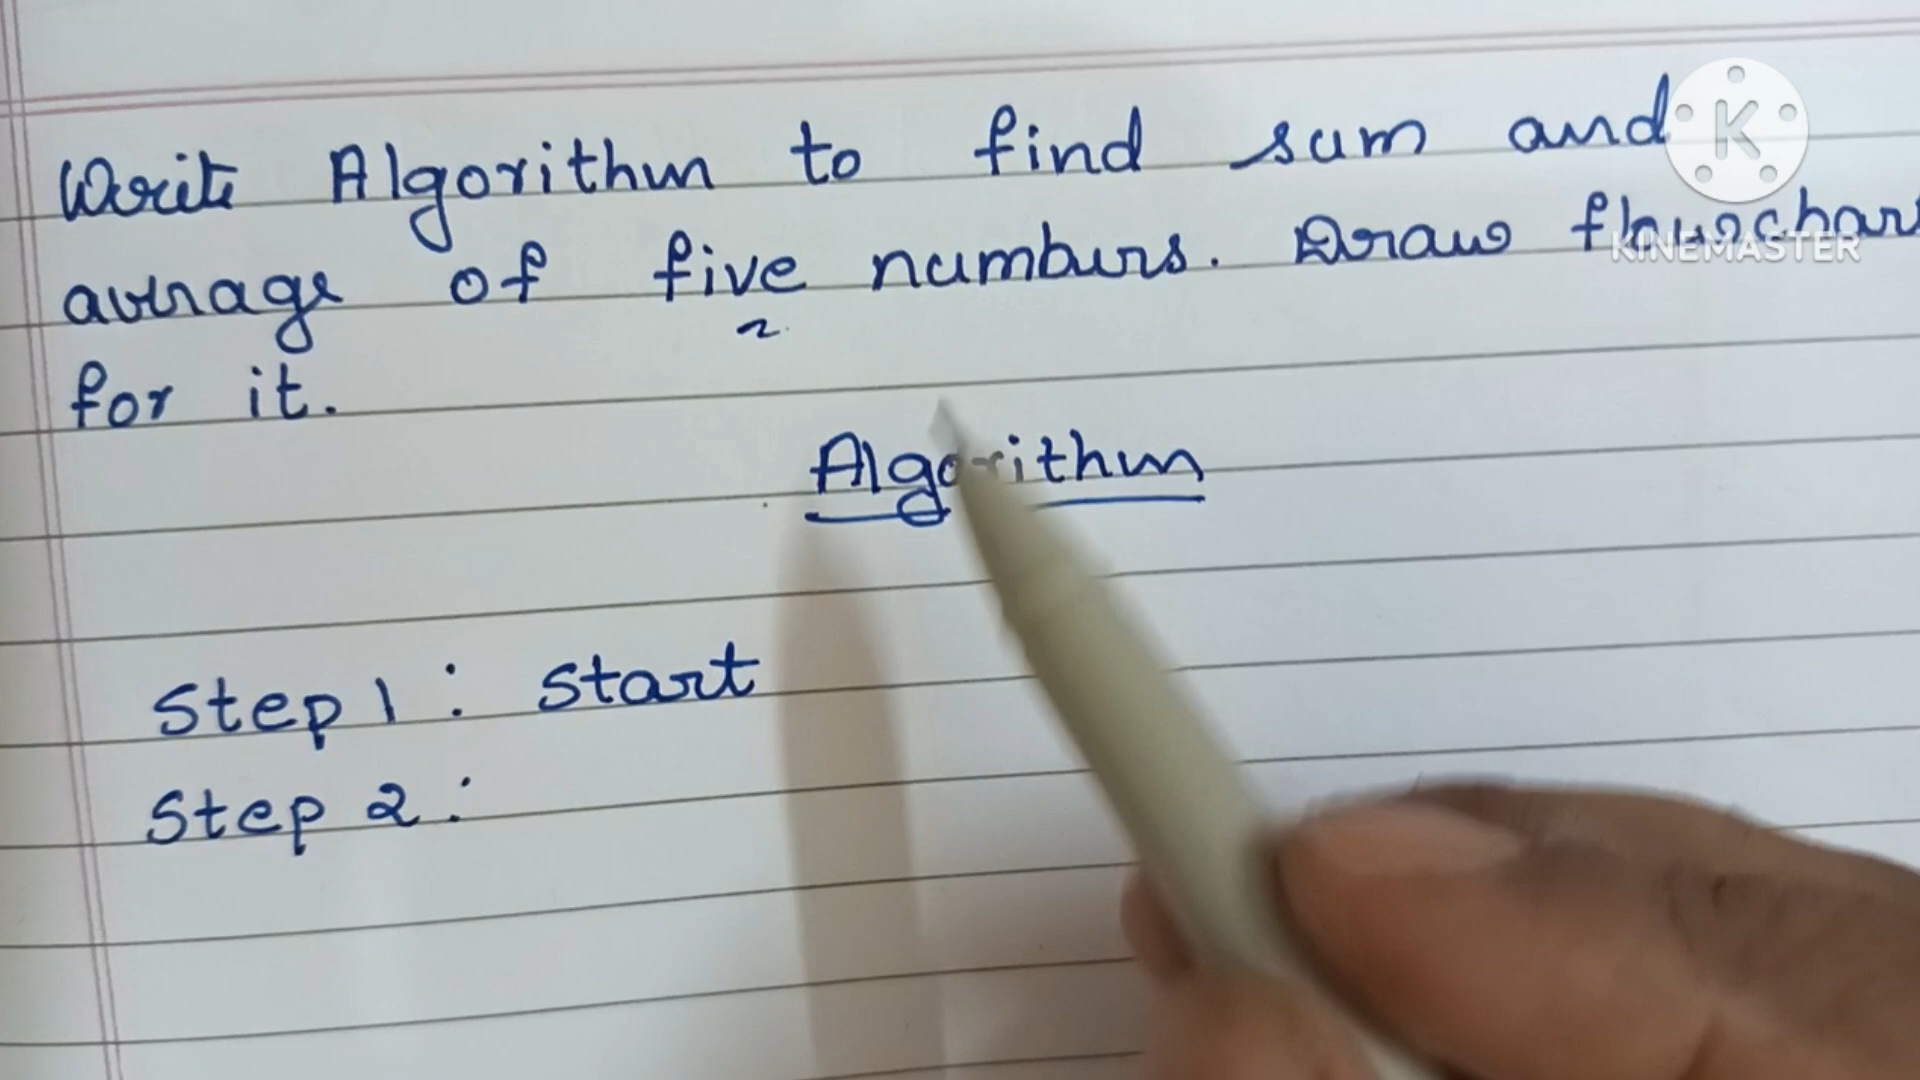 Write Algorithm to find sum and
average of five numbers. Draw flowchart
for it.
Algorithm
Step 1 : Start
Step 2 :
K
KINEMASTER